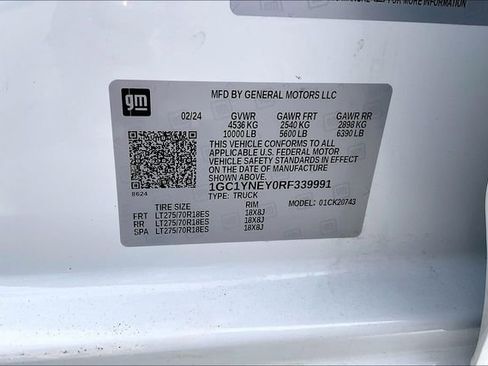 gm
MFD BY GENERAL MOTORS LLC
02/24 GVWR GAWR FRT GAWR RR
4536 KG 2540 KG 2898 KG
10000 LB 5600 LB 6390 LB
THIS VEHICLE CONFORMS TO ALL
APPLICABLE U.S. FEDERAL MOTOR
VEHICLE SAFETY STANDARDS IN EFFECT
ON THE DATE OF MANUFACTURE SHOWN ABOVE.
1GC1YNEY0RF339991
8624 TYPE: TRUCK
TIRE SIZE RIM MODEL: 01CK20743
FRT LT275/70R18ES 18X8J
RR LT275/70R18ES 18X8J
SPA LT275/70R18ES 18X8J